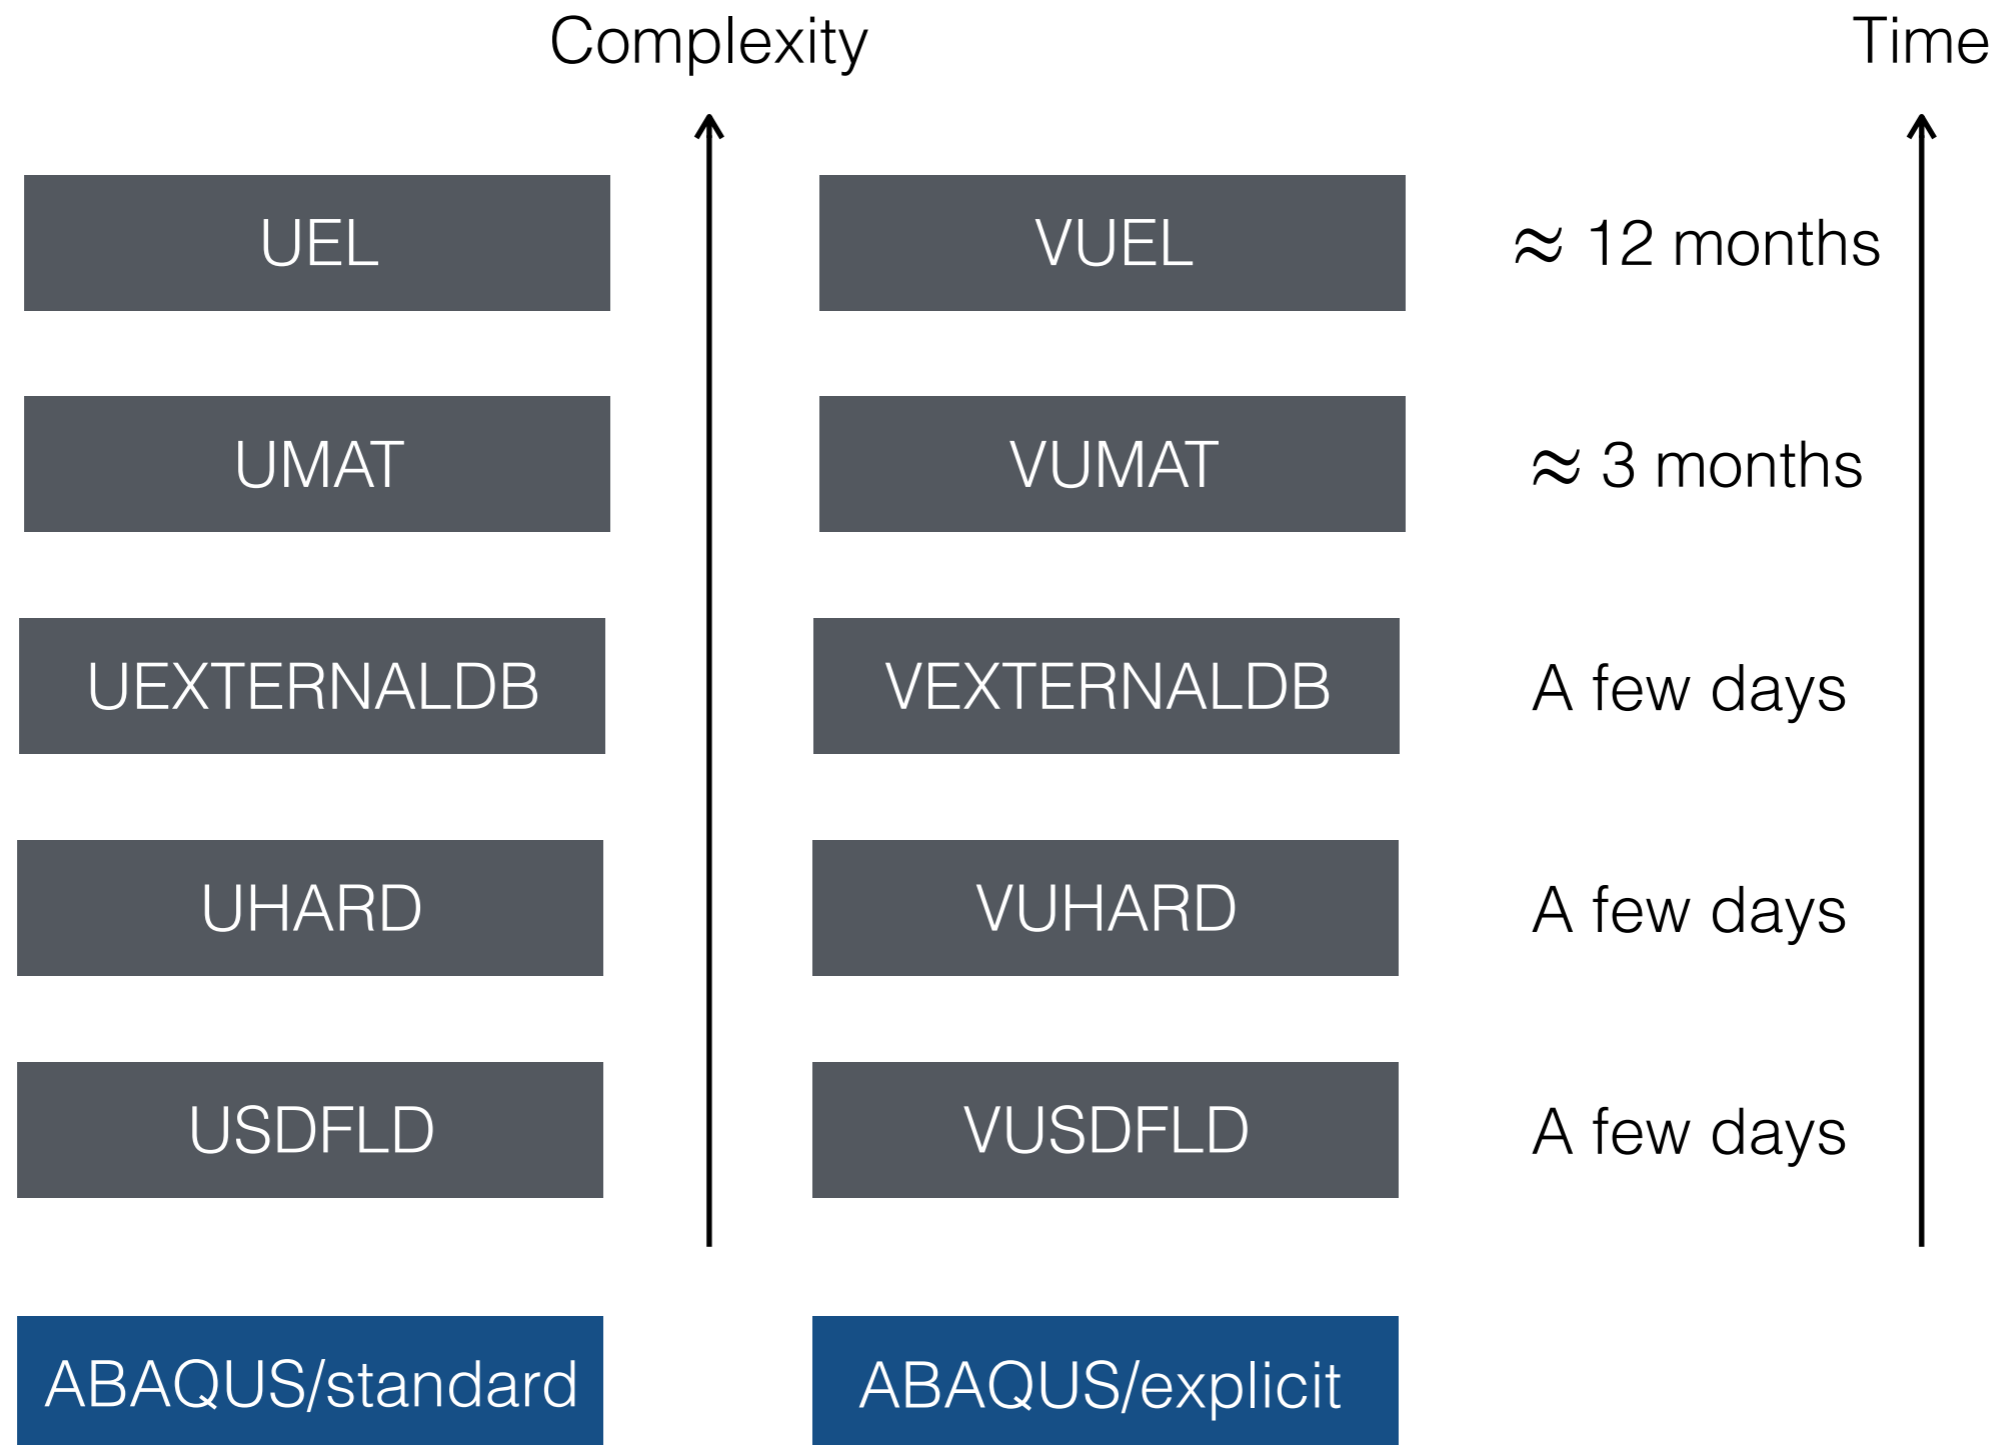 Complexity Time
UEL VUEL ≈ 12 months
UMAT VUMAT ≈ 3 months
UEXTERNALDB VEXTERNALDB A few days
UHARD VUHARD A few days
USDFLD VUSDFLD A few days
ABAQUS/standard ABAQUS/explicit